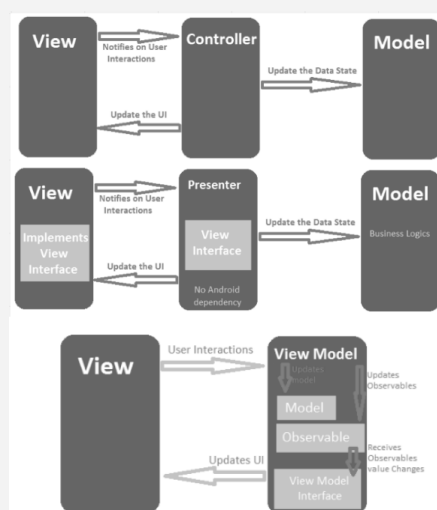 View
Notifies on User
Interactions
Controller
Update the Data State
Model
Update the UI
View
Notifies on User
Interactions
Presenter
Update the Data State
Model
Implements
View
Interface
View
Interface
Business Logics
Update the UI
No Android
dependency
View
User Interactions
View Model
Updates
Model
Updates
Observables
Model
Observable
Receives
Observables
value Changes
Updates UI
View Model
Interface